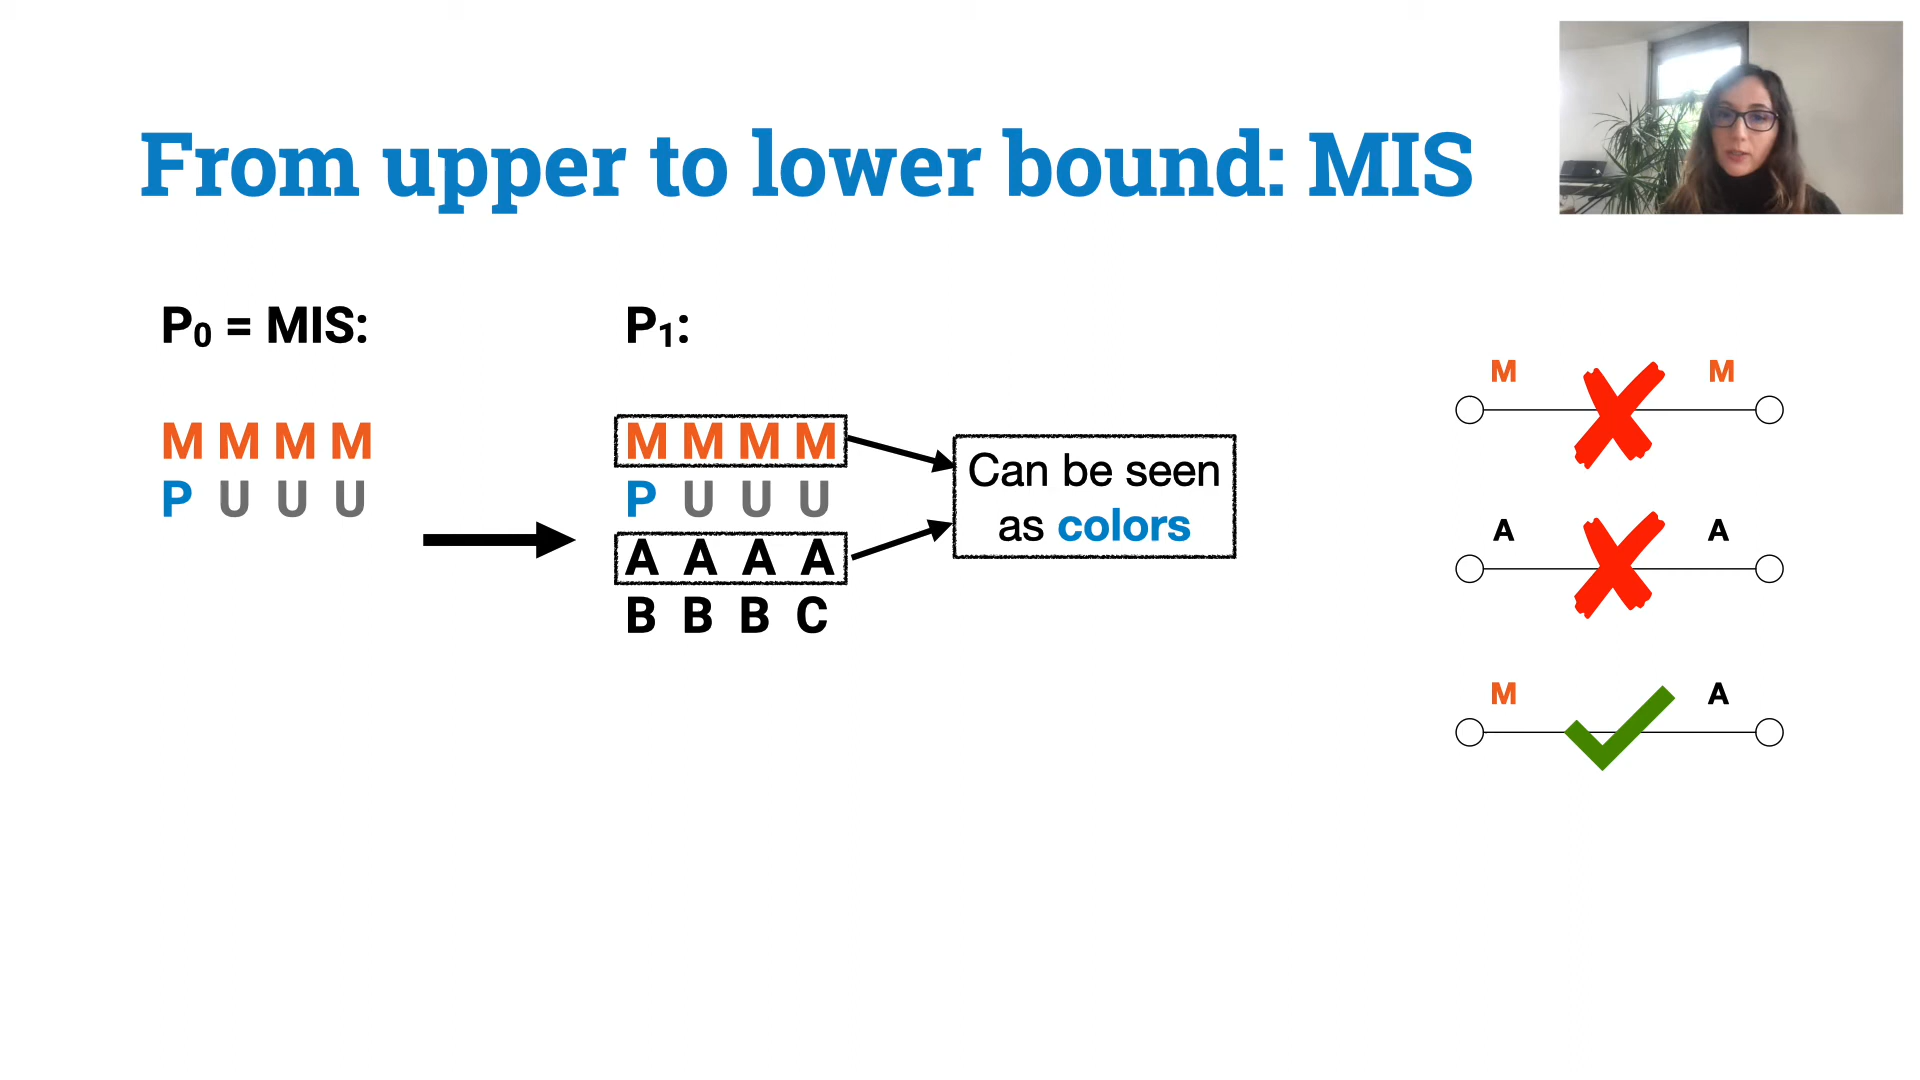 From upper to lower bound: MIS
P₀ = MIS:
M M M M
P U U U
P₁:
M M M M
P U U U
A A A A
B B B C
Can be seen
as colors
M M
A A
M A